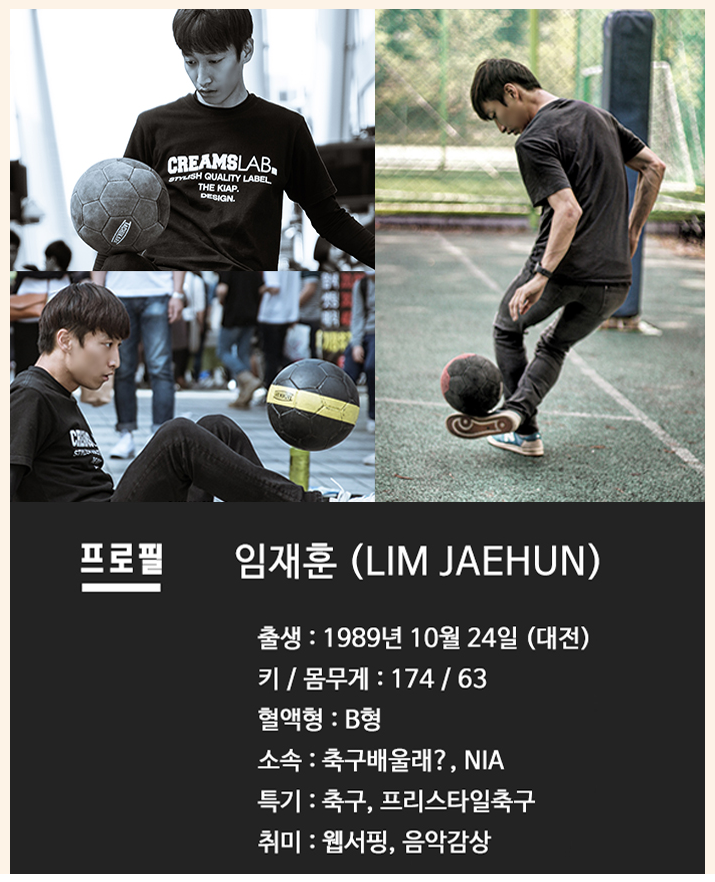 CREAMSLAB.
STYLISH QUALITY LABEL.
THE KIAP.
DESIGN.
프로필
임재훈 (LIM JAEHUN)
출생 : 1989년 10월 24일 (대전)
키 / 몸무게 : 174 / 63
혈액형 : B형
소속 : 축구배울래?, NIA
특기 : 축구, 프리스타일축구
취미 : 웹서핑, 음악감상